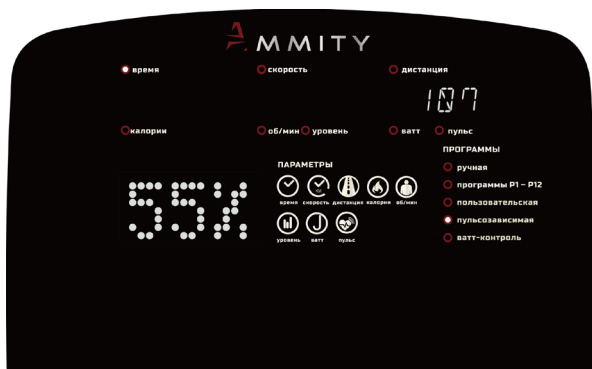 AMMITY
время
скорость
дистанция
107
калории
об/мин
уровень
ватт
пульс
ПРОГРАММЫ
ручная
программы P1 – P12
пользовательская
пульсозависимая
ватт-контроль
ПАРАМЕТРЫ
время скорость дистанция калории об/мин
уровень ватт пульс
55%